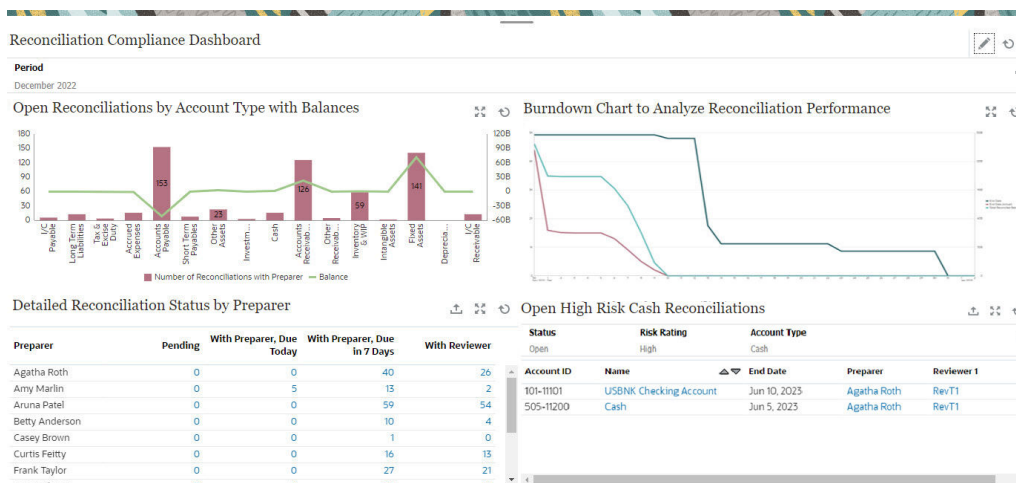 Reconciliation Compliance Dashboard
Period
December 2022
Open Reconciliations by Account Type with Balances
180
150
120
90
60
30
0
120B
90B
60B
30B
0
-60B
153
23
126
59
141
I/C Payable
Long Term Liabilities
Tax & Excise Duty
Accrued Expenses
Accounts Payable
Short Term Payables
Other Assets
Investm...
Cash
Accounts Receivab...
Other Receivab...
Inventory & WIP
Intangible Assets
Fixed Assets
Deprecia...
I/C Receivable
Number of Reconciliations with Preparer
Balance
Burndown Chart to Analyze Reconciliation Performance
Detailed Reconciliation Status by Preparer
Preparer Pending With Preparer, Due Today With Preparer, Due in 7 Days With Reviewer
Agatha Roth 0 0 40 26
Amy Marlin 0 5 13 2
Aruna Patel 0 0 59 54
Betty Anderson 0 0 10 4
Casey Brown 0 0 1 0
Curtis Feitty 0 0 16 13
Frank Taylor 0 0 27 21
Open High Risk Cash Reconciliations
Status Risk Rating Account Type
Open High Cash
Account ID Name End Date Preparer Reviewer 1
101-11101 USBNK Checking Account Jun 10, 2023 Agatha Roth RevT1
505-11200 Cash Jun 5, 2023 Agatha Roth RevT1